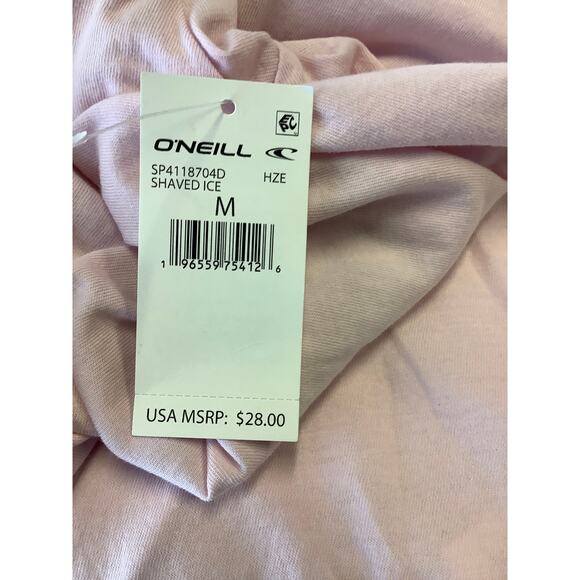 O'NEILL
SP4118704D
SHAVED ICE HZE
M
1 96559 75412 6
USA MSRP: $28.00